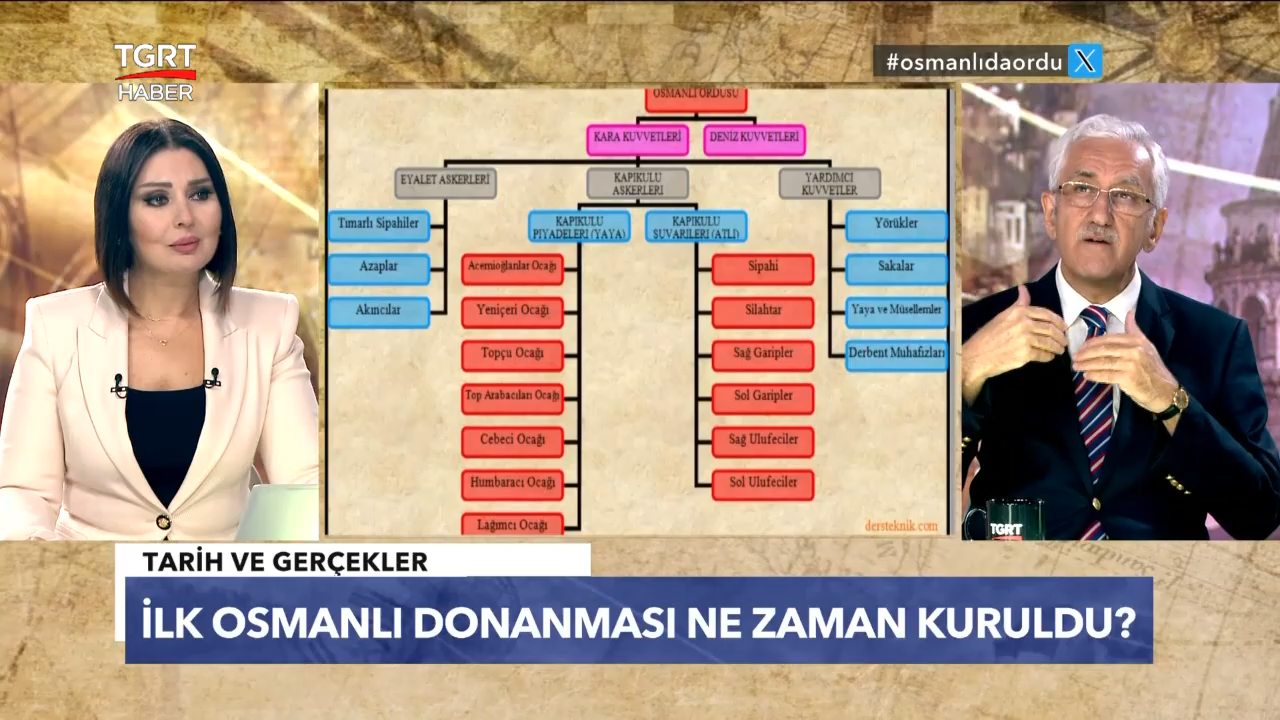 TGRT
HABER
#osmanlıdaordu X
OSMANLI ORDUSU
KARA KUVVETLERİ
DENİZ KUVVETLERİ
EYALET ASKERLERİ
KAPIKULU
ASKERLERİ
YARDIMCI
KUVVETLER
Tımarlı Sipahiler
Azaplar
Akıncılar
KAPIKULU
PİYADELERİ (YAYA)
KAPIKULU
SUVARİLERİ (ATLI)
Acemioğlanlar Ocağı
Yeniçeri Ocağı
Topçu Ocağı
Top Arabacıları Ocağı
Cebeci Ocağı
Humbaracı Ocağı
Lağımcı Ocağı
Sipahi
Silahtar
Sağ Garipler
Sol Garipler
Sağ Ulufeciler
Sol Ulufeciler
Yörükler
Sakalar
Yaya ve Müsellemler
Derbent Muhafızları
dersteknik.com
TGRT
TARİH VE GERÇEKLER
İLK OSMANLI DONANMASI NE ZAMAN KURULDU?